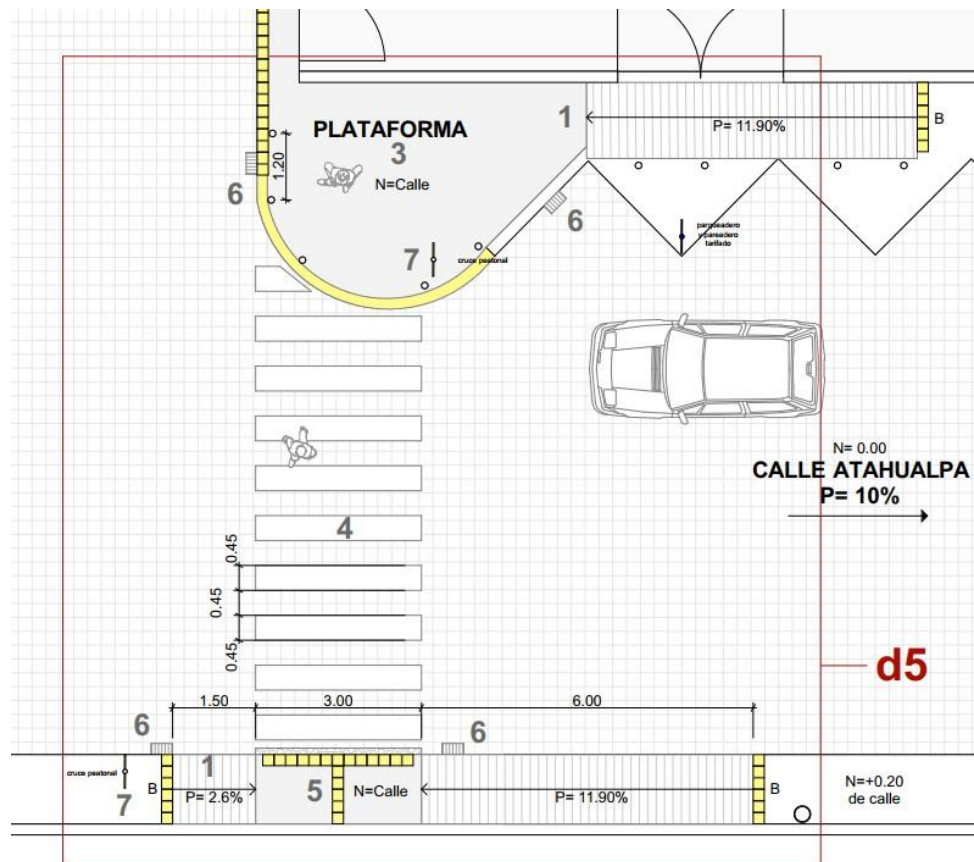 PLATAFORMA
3
N=Calle
1
P= 11.90%
B
1.20
6
6
7
cruce peatonal
parqueadero
y pareadero
tarifado
N= 0.00
CALLE ATAHUALPA
P= 10%
4
0.45
0.45
0.45
d5
1.50
3.00
6.00
6
6
cruce peatonal
7
B
1
P= 2.6%
5
N=Calle
P= 11.90%
B
N=+0.20
de calle